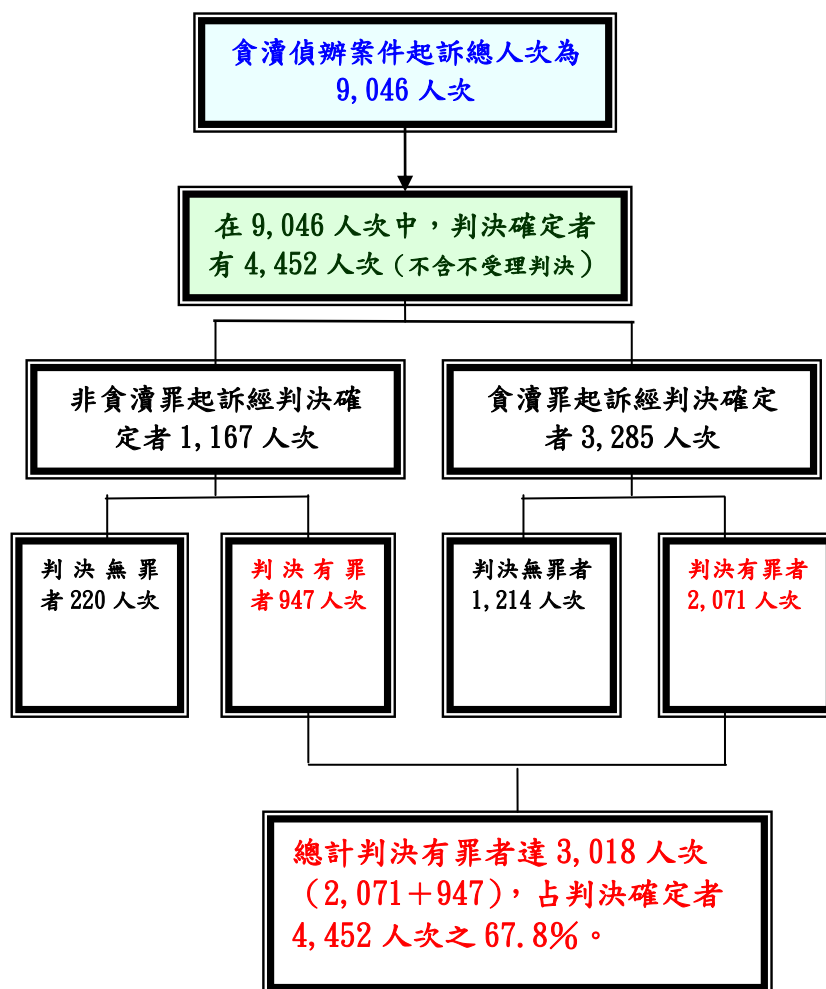 貪瀆偵辦案件起訴總人次為
9,046 人次
在 9,046 人次中，判決確定者
有 4,452 人次（不含不受理判決）
非貪瀆罪起訴經判決確
定者 1,167 人次
貪瀆罪起訴經判決確定
者 3,285 人次
判決無罪
者 220 人次
判決有罪
者 947 人次
判決無罪者
1,214 人次
判決有罪者
2,071 人次
總計判決有罪者達 3,018 人次
（2,071＋947），占判決確定者
4,452 人次之 67.8％。